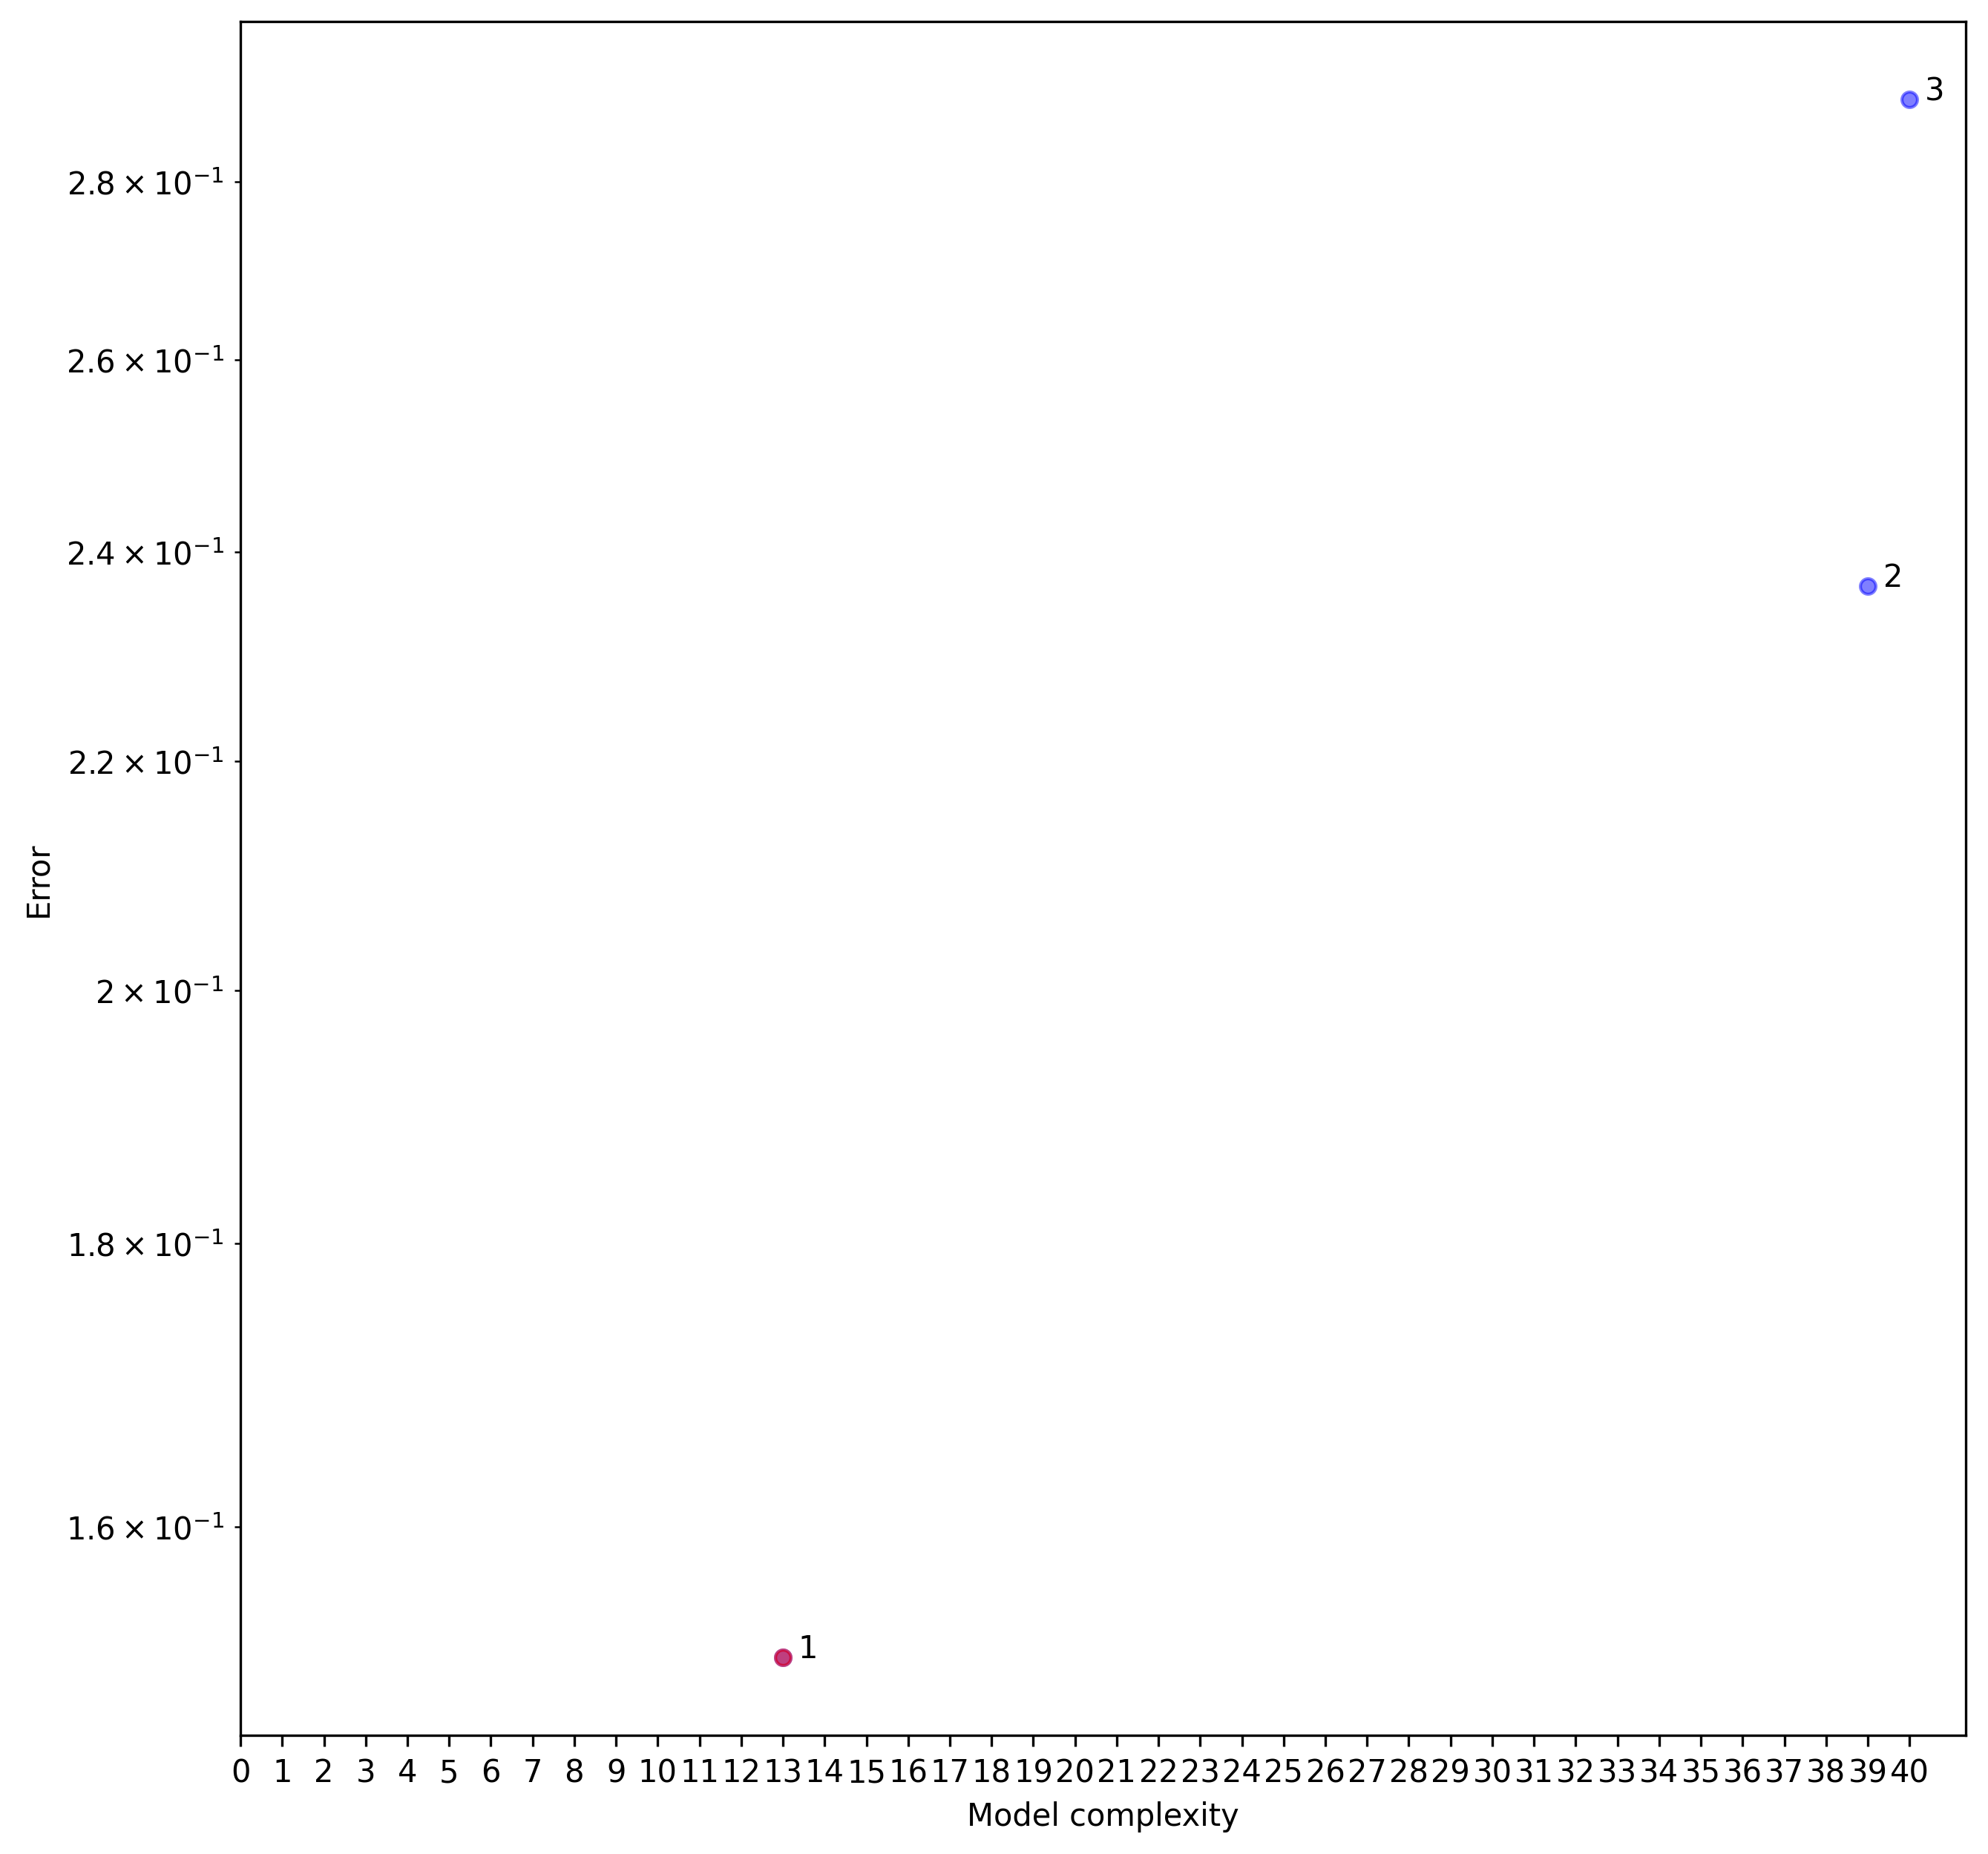 3
2.8 × 10⁻¹
2.6 × 10⁻¹
2.4 × 10⁻¹
2
2.2 × 10⁻¹
Error
2 × 10⁻¹
1.8 × 10⁻¹
1.6 × 10⁻¹
1
0 1 2 3 4 5 6 7 8 9 10 11 12 13 14 15 16 17 18 19 20 21 22 23 24 25 26 27 28 29 30 31 32 33 34 35 36 37 38 39 40
Model complexity